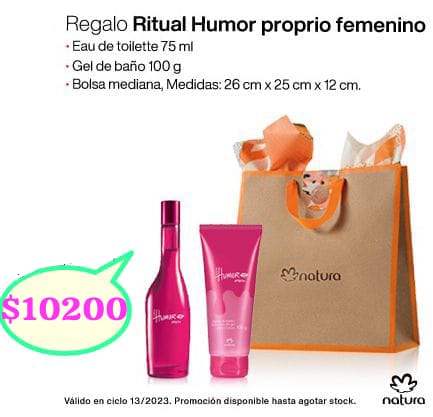 Regalo Ritual Humor proprio femenino
• Eau de toilette 75 ml
• Gel de baño 100 g
• Bolsa mediana, Medidas: 26 cm x 25 cm x 12 cm.
natura
Humor
Humor
$10200
Válido en ciclo 13/2023. Promoción disponible hasta agotar stock.
natura